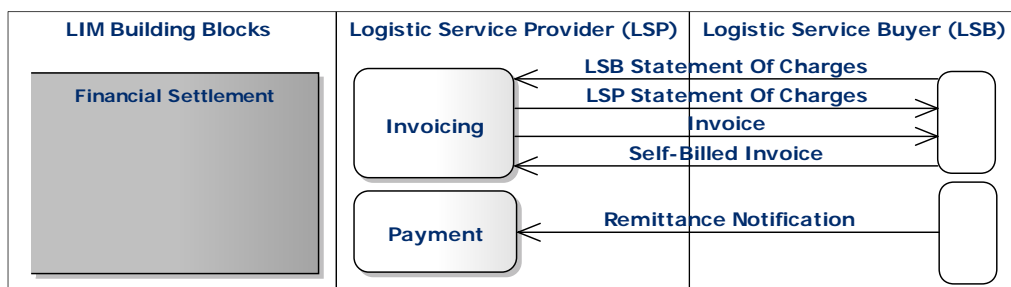 LIM Building Blocks
Logistic Service Provider (LSP)
Logistic Service Buyer (LSB)
Financial Settlement
Invoicing
LSB Statement Of Charges
LSP Statement Of Charges
Invoice
Self-Billed Invoice
Payment
Remittance Notification